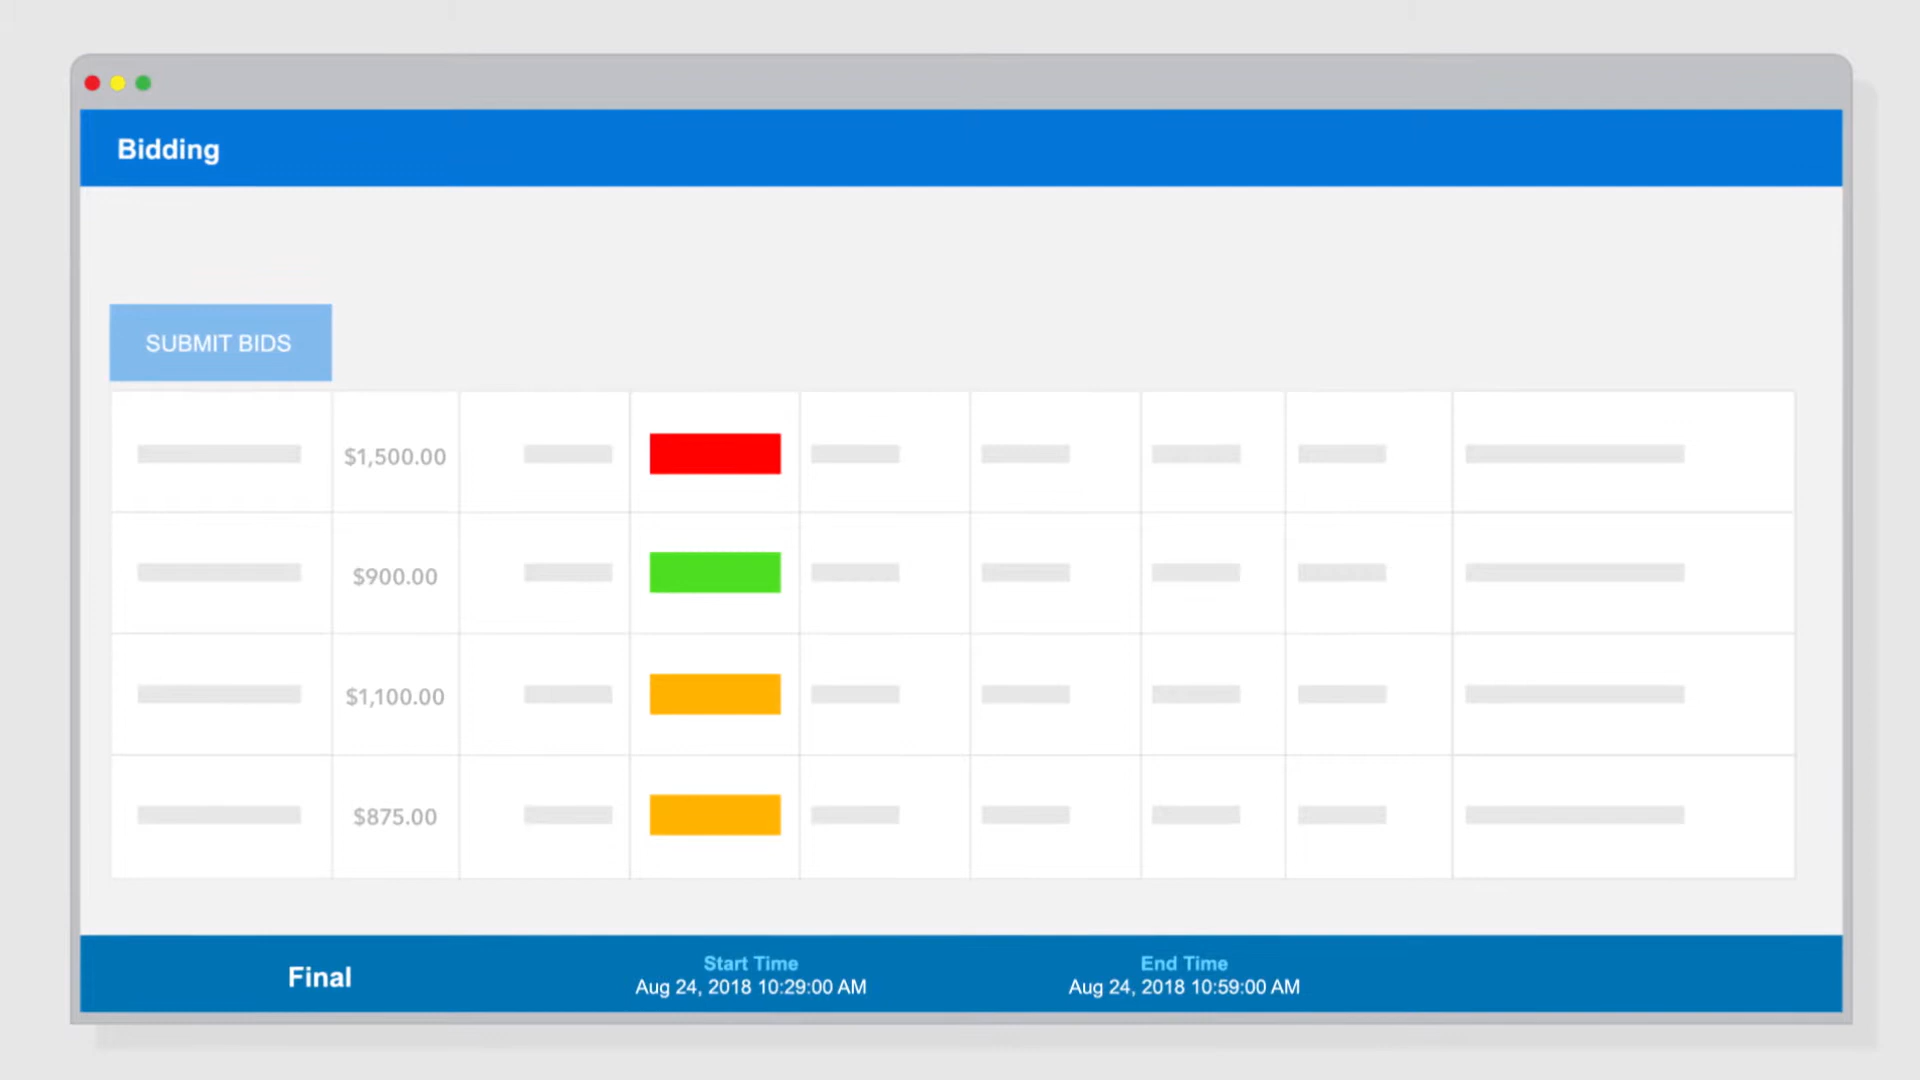 Bidding
SUBMIT BIDS
$1,500.00
$900.00
$1,100.00
$875.00
Final
Start Time
Aug 24, 2018 10:29:00 AM
End Time
Aug 24, 2018 10:59:00 AM